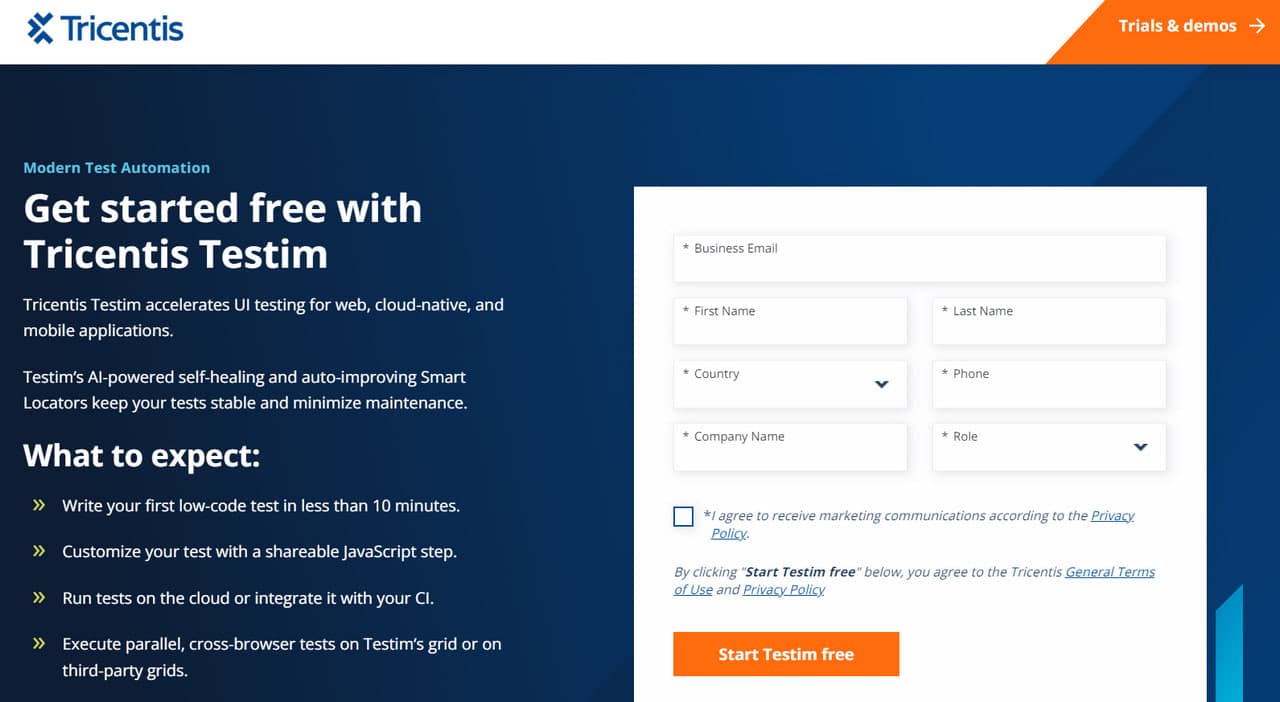 Tricentis
Trials & demos
Modern Test Automation
Get started free with
Tricentis Testim
Tricentis Testim accelerates UI testing for web, cloud-native, and
mobile applications.
Testim’s AI-powered self-healing and auto-improving Smart
Locators keep your tests stable and minimize maintenance.
What to expect:
Write your first low-code test in less than 10 minutes.
Customize your test with a shareable JavaScript step.
Run tests on the cloud or integrate it with your CI.
Execute parallel, cross-browser tests on Testim’s grid or on
third-party grids.
* Business Email
* First Name
* Last Name
* Country
* Phone
* Company Name
* Role
*I agree to receive marketing communications according to the Privacy
Policy.
By clicking "Start Testim free" below, you agree to the Tricentis General Terms
of Use and Privacy Policy
Start Testim free